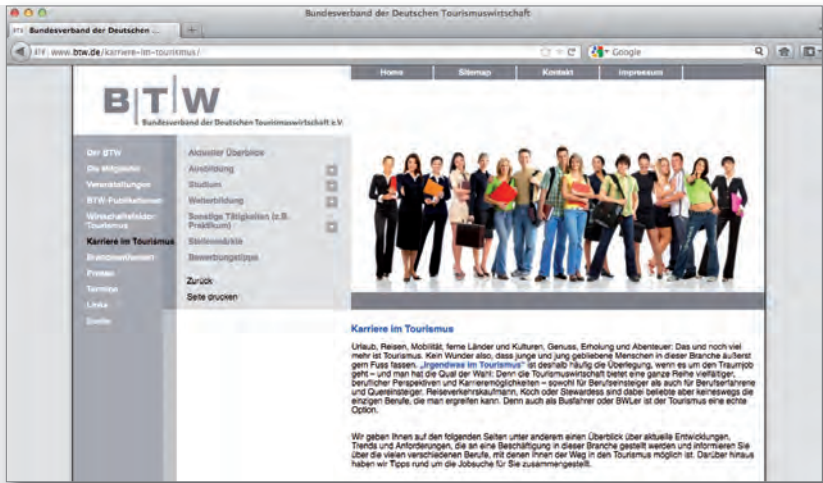 Bundesverband der Deutschen Tourismuswirtschaft
Bundesverband der Deutschen ...
www.btw.de/karriere-im-tourismus/
Google
Home
Sitemap
Kontakt
Impressum
BTW
Bundesverband der Deutschen Tourismuswirtschaft e.V.
Der BTW
Die Mitglieder
Veranstaltungen
BTW-Publikationen
Wirtschaftsfaktor
Tourismus
Karriere im Tourismus
Branchenthemen
Presse
Termine
Links
Suche
Aktueller Überblick
Ausbildung
Studium
Weiterbildung
Sonstige Tätigkeiten (z.B.
Praktikum)
Stellenmärkte
Bewerbungstipps
Zurück
Seite drucken
Karriere im Tourismus
Urlaub, Reisen, Mobilität, ferne Länder und Kulturen, Genuss, Erholung und Abenteuer: Das und noch viel
mehr ist Tourismus. Kein Wunder also, dass junge und jung gebliebene Menschen in dieser Branche äußerst
gern Fuss fassen. „Irgendwas im Tourismus" ist deshalb häufig die Überlegung, wenn es um den Traumjob
geht – und man hat die Qual der Wahl: Denn die Tourismuswirtschaft bietet eine ganze Reihe vielfältiger,
beruflicher Perspektiven und Karrieremöglichkeiten – sowohl für Berufseinsteiger als auch für Berufserfahrene
und Quereinsteiger. Reiseverkehrskaufmann, Koch oder Stewardess sind dabei beliebte aber keineswegs die
einzigen Berufe, die man ergreifen kann. Denn auch als Busfahrer oder BWLer ist der Tourismus eine echte
Option.
Wir geben Ihnen auf den folgenden Seiten unter anderem einen Überblick über aktuelle Entwicklungen,
Trends und Anforderungen, die an eine Beschäftigung in dieser Branche gestellt werden und informieren Sie
über die vielen verschiedenen Berufe, mit denen Ihnen der Weg in den Tourismus möglich ist. Darüber hinaus
haben wir Tipps rund um die Jobsuche für Sie zusammengestellt.